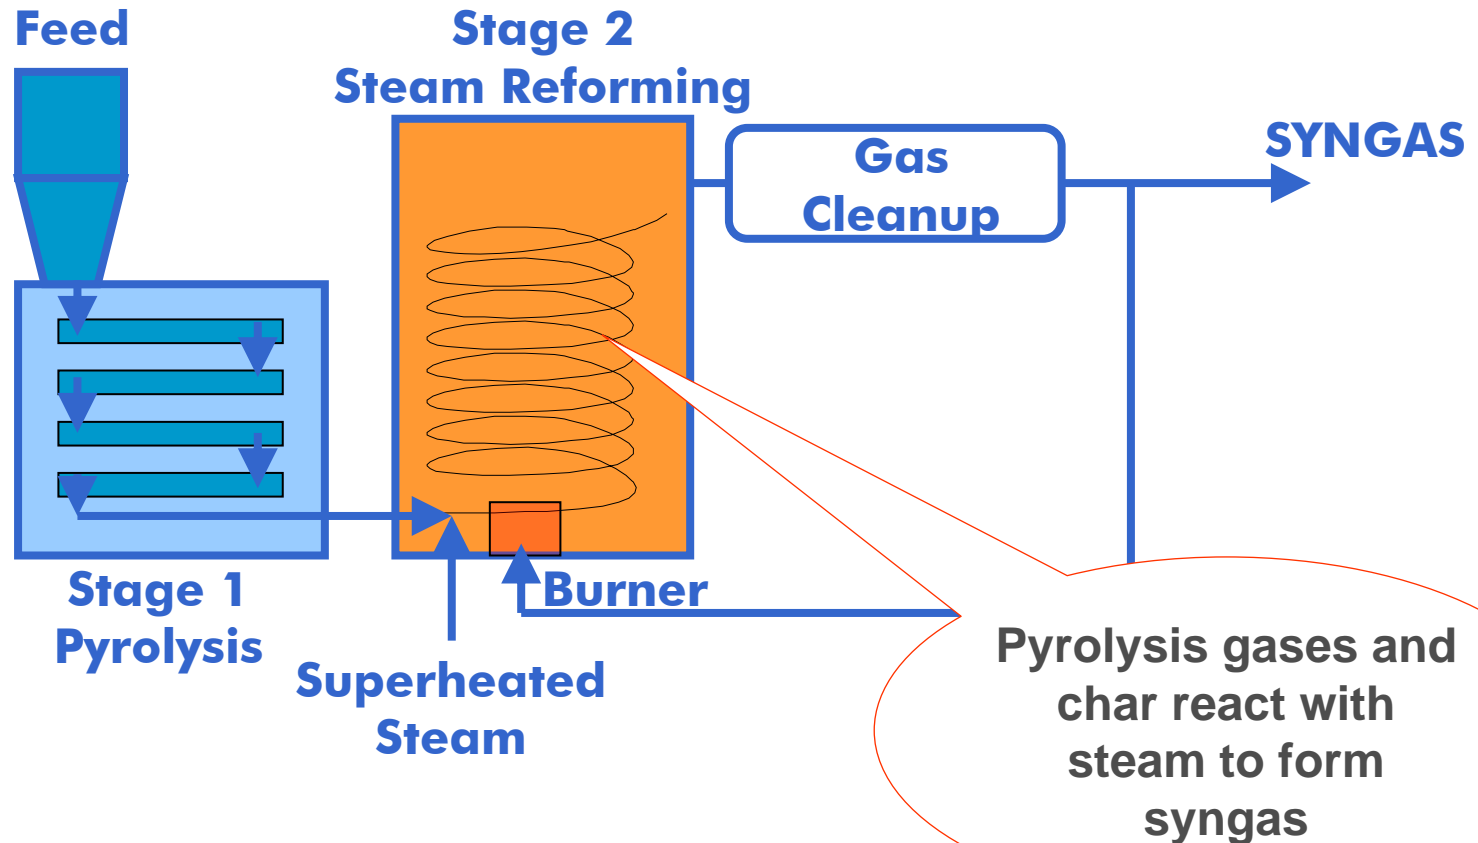 Feed
Stage 2
Steam Reforming
Gas
Cleanup
SYNGAS
Stage 1
Pyrolysis
Burner
Superheated
Steam
Pyrolysis gases and
char react with
steam to form
syngas